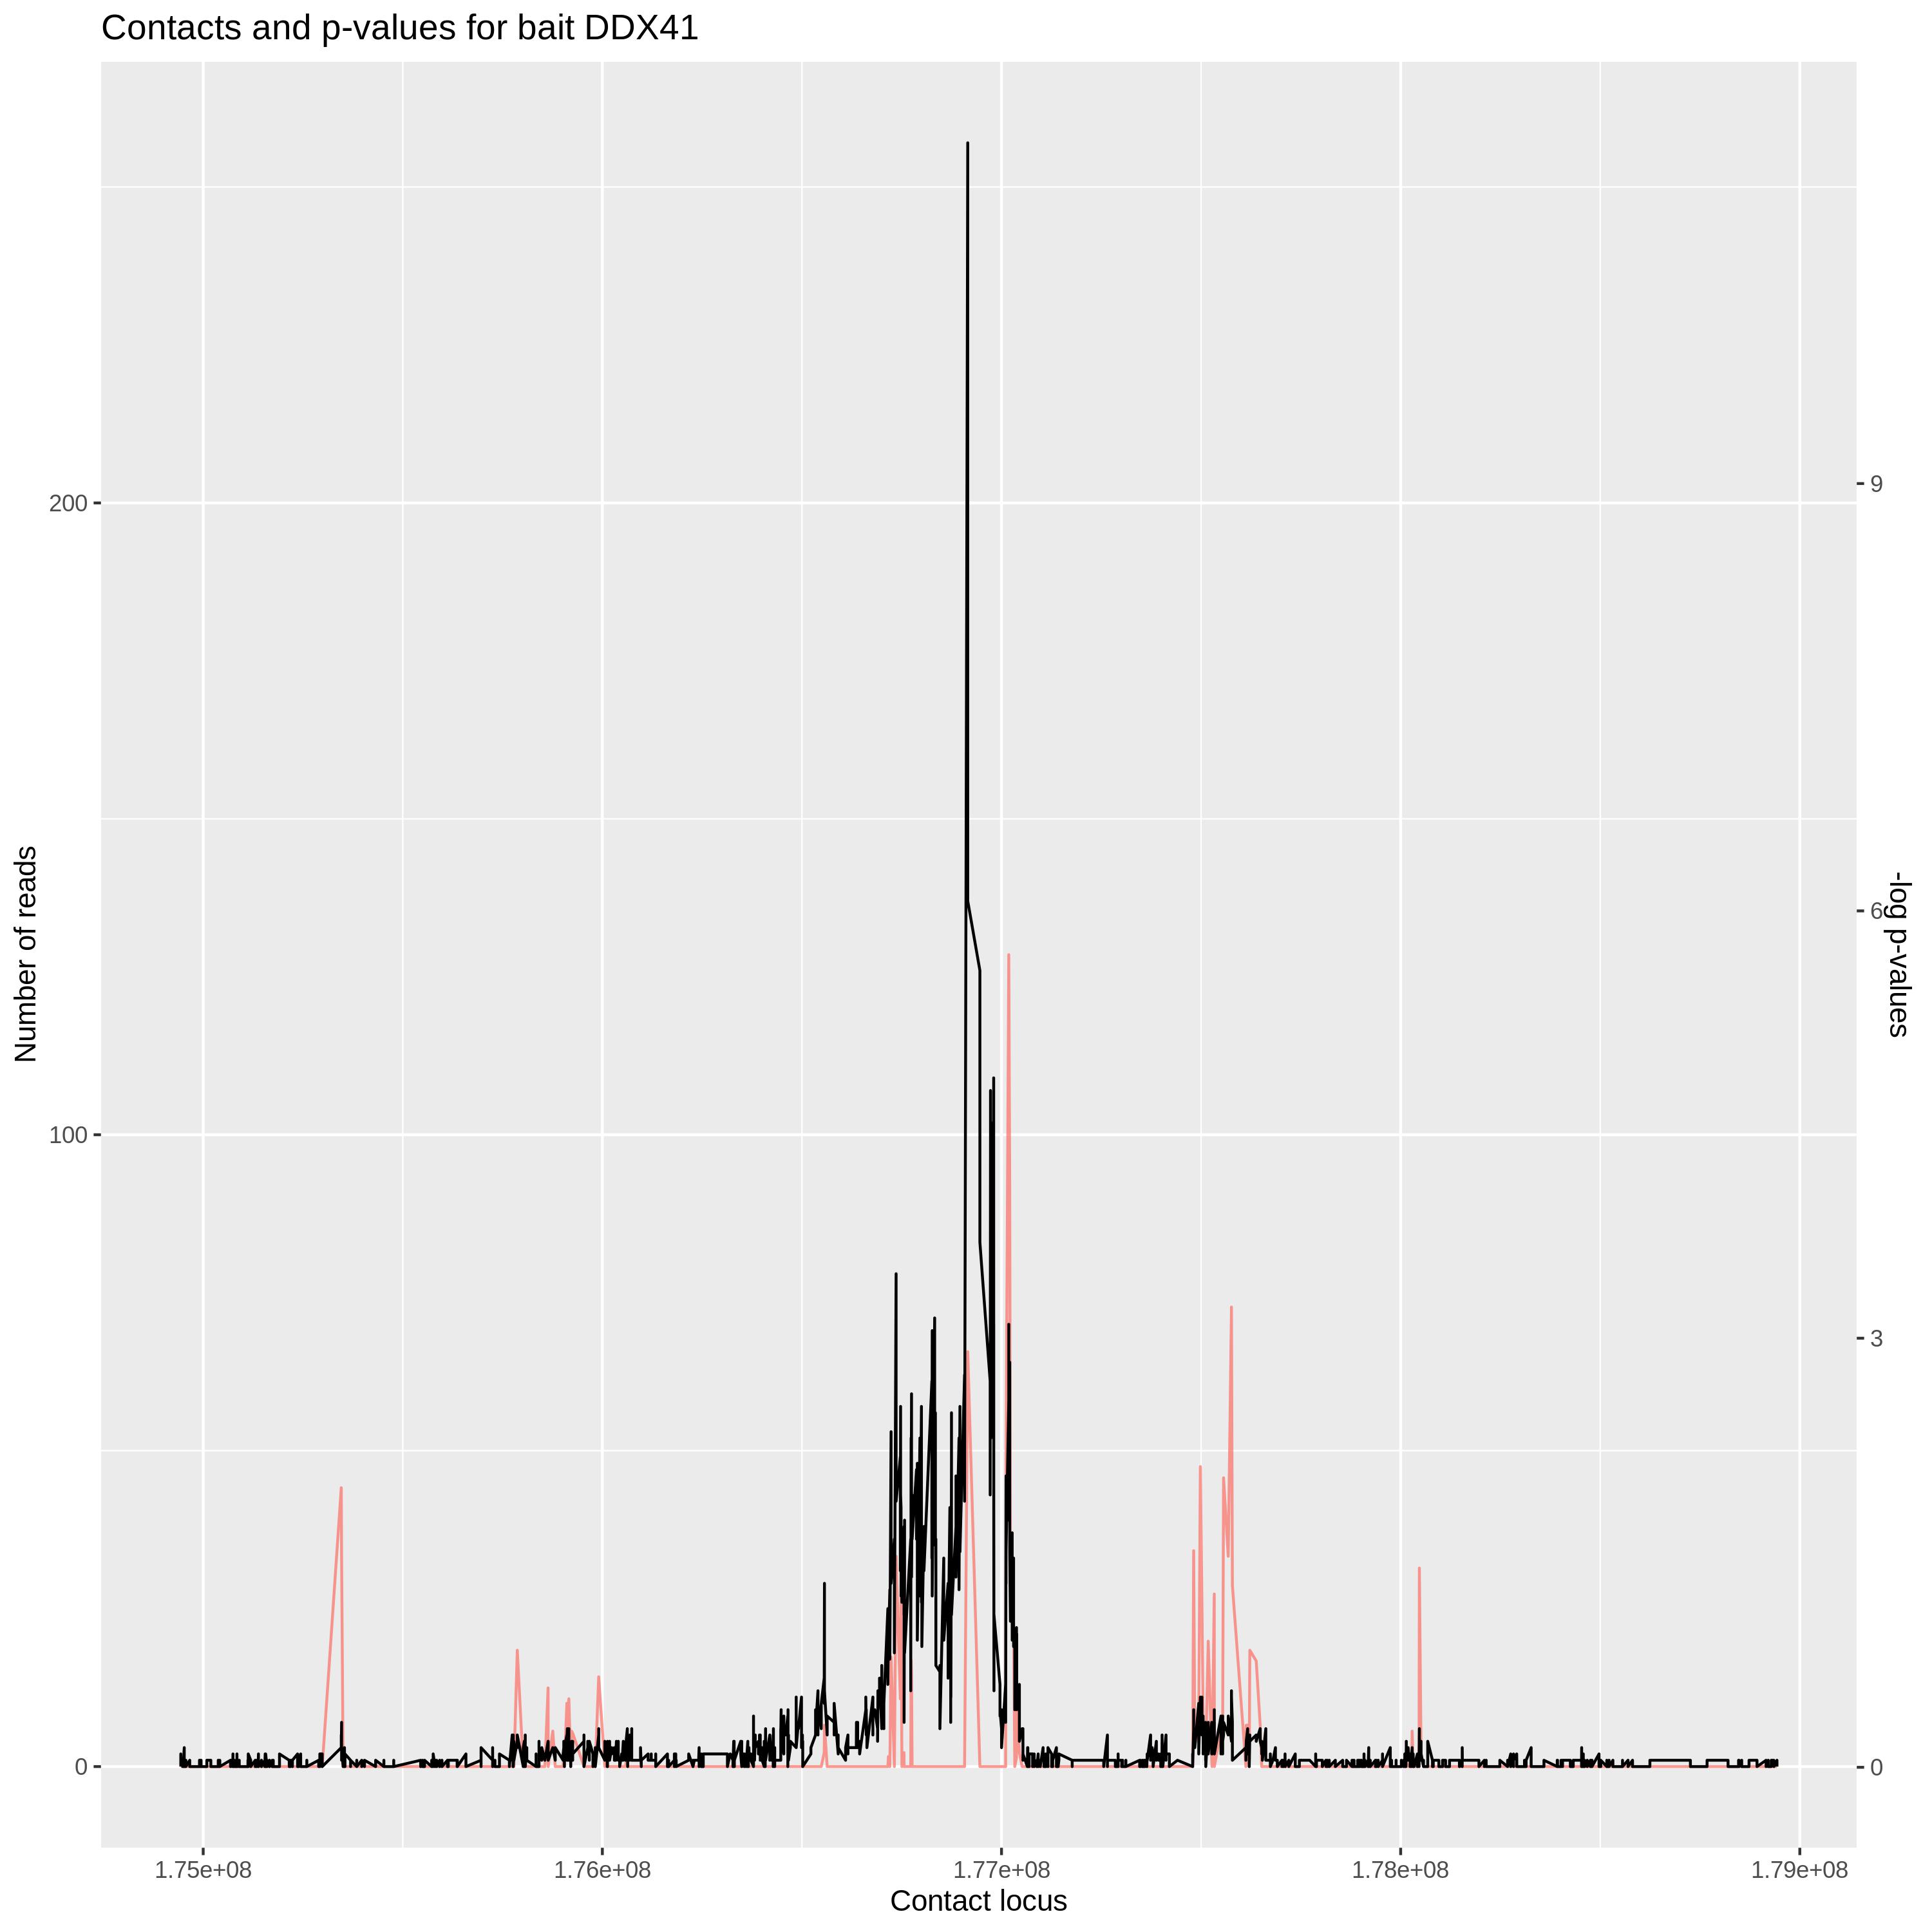 Contacts and p-values for bait DDX41
Number of reads
200
100
0
9
6
3
0
-log p-values
1.75e+08 1.76e+08 1.77e+08 1.78e+08 1.79e+08
Contact locus